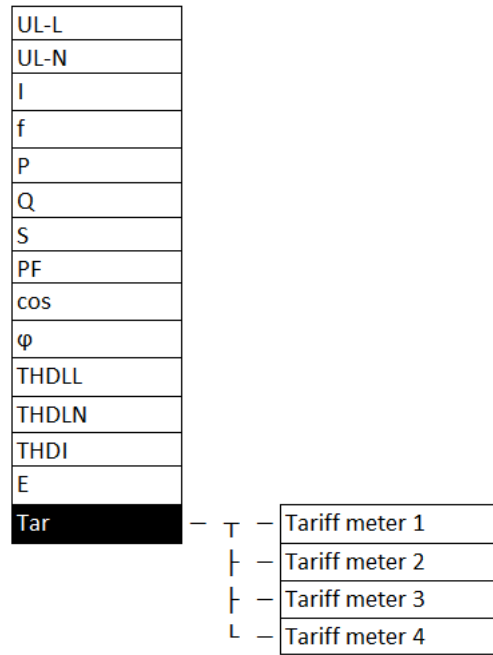 UL-L
UL-N
I
f
P
Q
S
PF
cos
φ
THDLL
THDLN
THDI
E
Tar – ┬ – Tariff meter 1
├ – Tariff meter 2
├ – Tariff meter 3
└ – Tariff meter 4